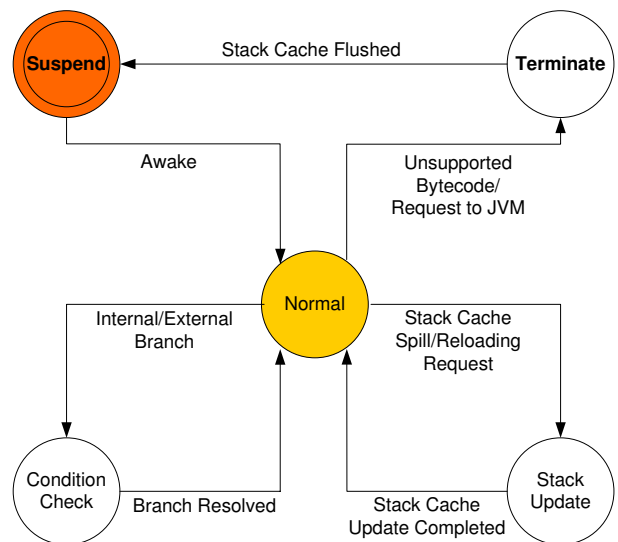 Suspend
Stack Cache Flushed
Terminate
Awake
Unsupported
Bytecode/
Request to JVM
Normal
Internal/External
Branch
Stack Cache
Spill/Reloading
Request
Condition
Check
Branch Resolved
Stack Cache
Update Completed
Stack
Update